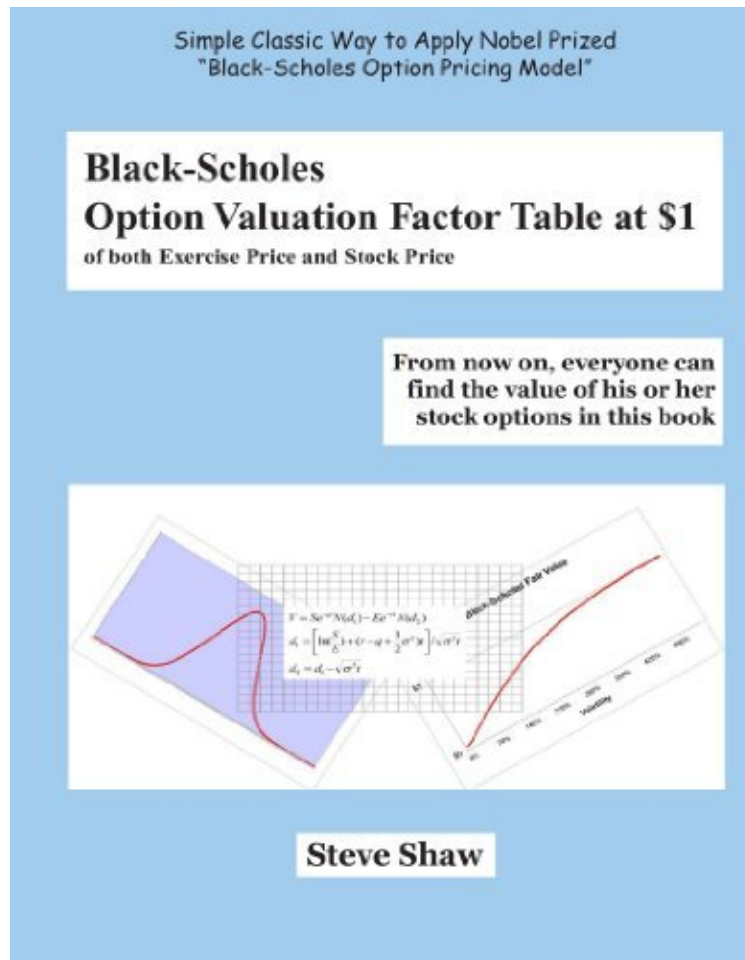 Simple Classic Way to Apply Nobel Prized
"Black-Scholes Option Pricing Model"
Black-Scholes
Option Valuation Factor Table at $1
of both Exercise Price and Stock Price
From now on, everyone can
find the value of his or her
stock options in this book
Black-Scholes Fair Value
Volatility
Steve Shaw